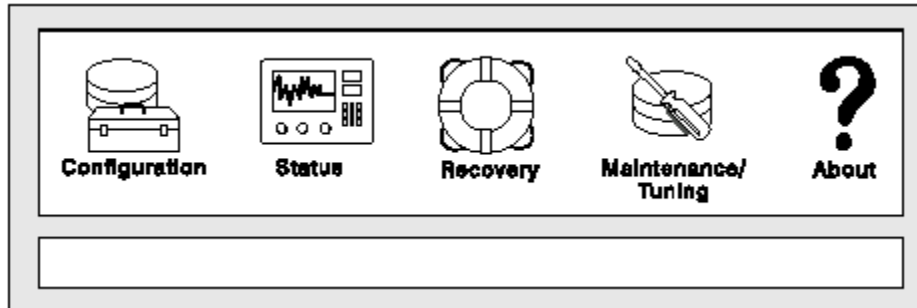 Configuration
Status
Recovery
Maintenance/
Tuning
About